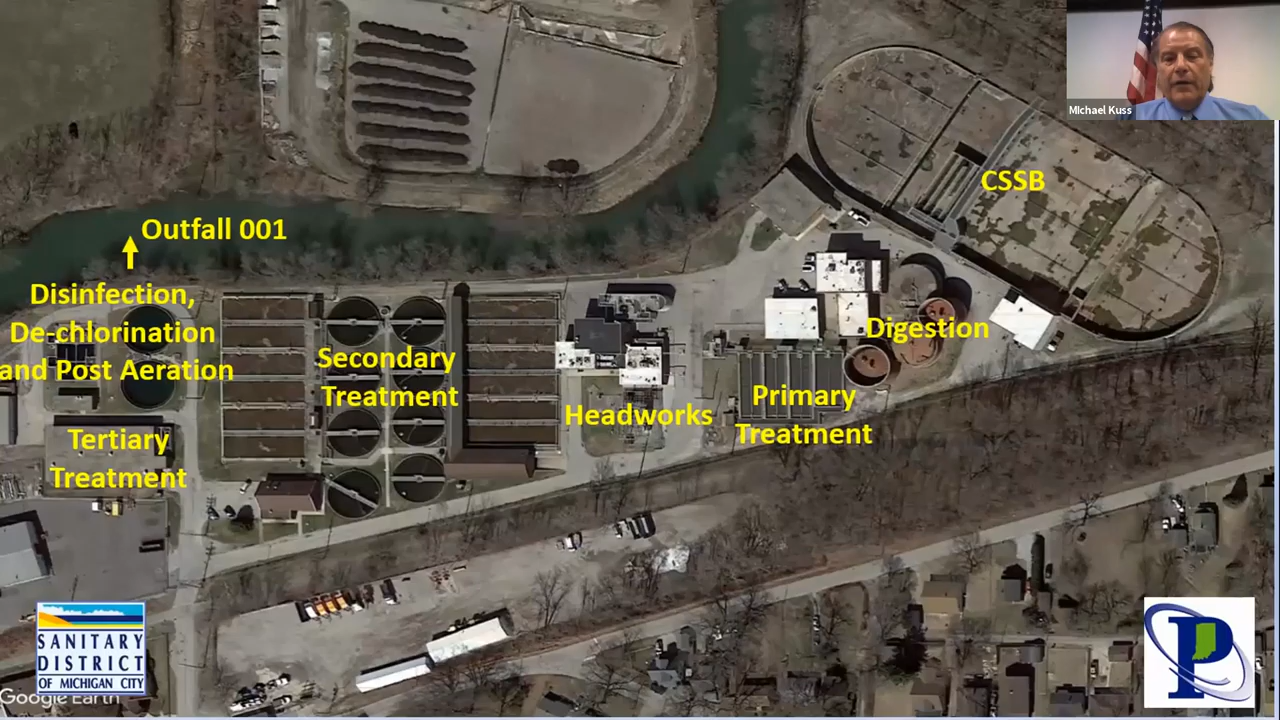 Michael Kuss
CSSB
Outfall 001
Disinfection,
De-chlorination
and Post Aeration
Secondary
Treatment
Digestion
Headworks
Primary
Treatment
Tertiary
Treatment
SANITARY
DISTRICT
OF MICHIGAN CITY
Google Earth
P